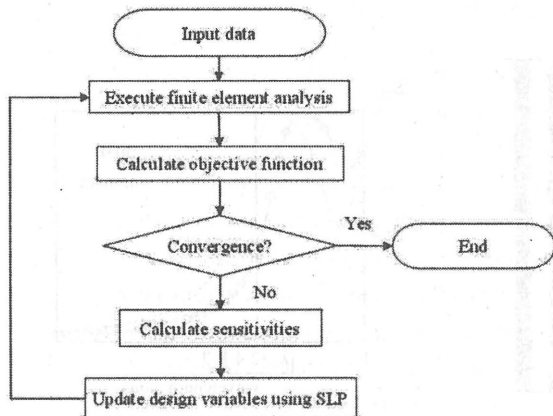 Input data
Execute finite element analysis
Calculate objective function
Convergence?
Yes
End
No
Calculate sensitivities
Update design variables using SLP